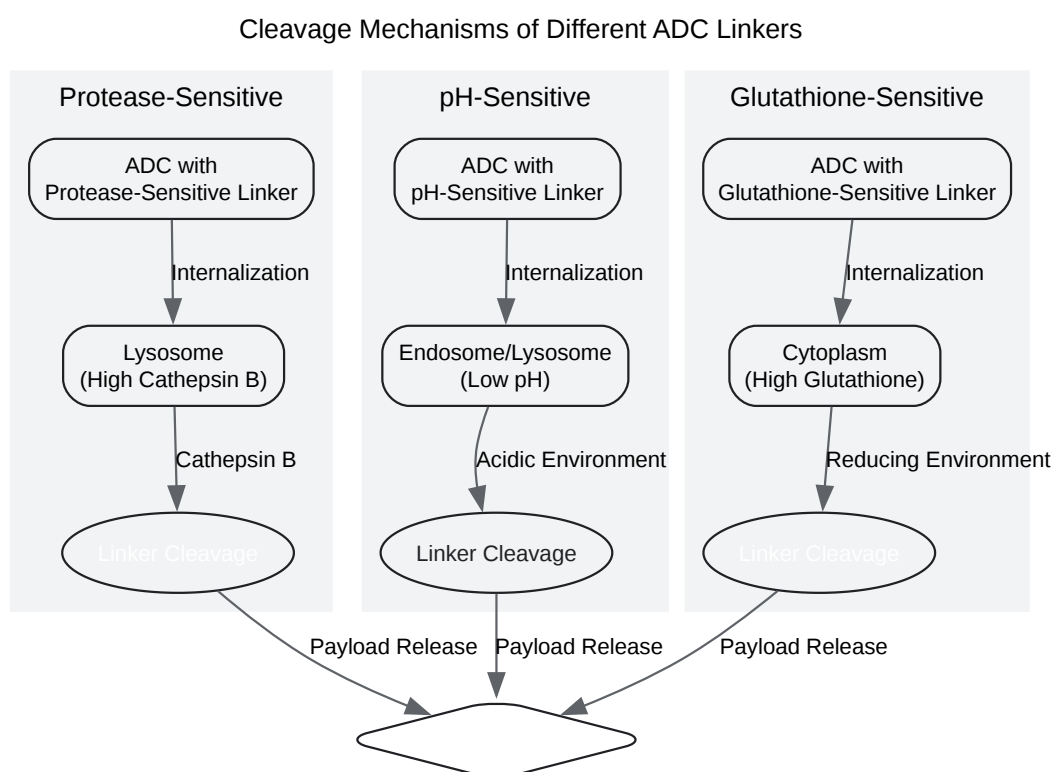 Cleavage Mechanisms of Different ADC Linkers
Protease-Sensitive
ADC with
Protease-Sensitive Linker
Internalization
Lysosome
(High Cathepsin B)
Cathepsin B
Linker Cleavage
pH-Sensitive
ADC with
pH-Sensitive Linker
Internalization
Endosome/Lysosome
(Low pH)
Acidic Environment
Linker Cleavage
Glutathione-Sensitive
ADC with
Glutathione-Sensitive Linker
Internalization
Cytoplasm
(High Glutathione)
Reducing Environment
Linker Cleavage
Payload Release
Payload Release
Payload Release